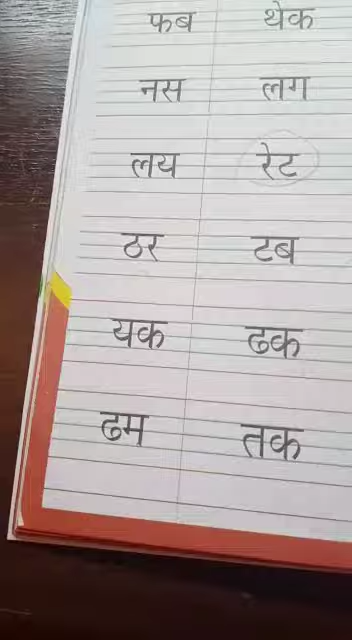 फब थेक
नस लग
लय रेट
ठर टब
यक ढक
ढम तक